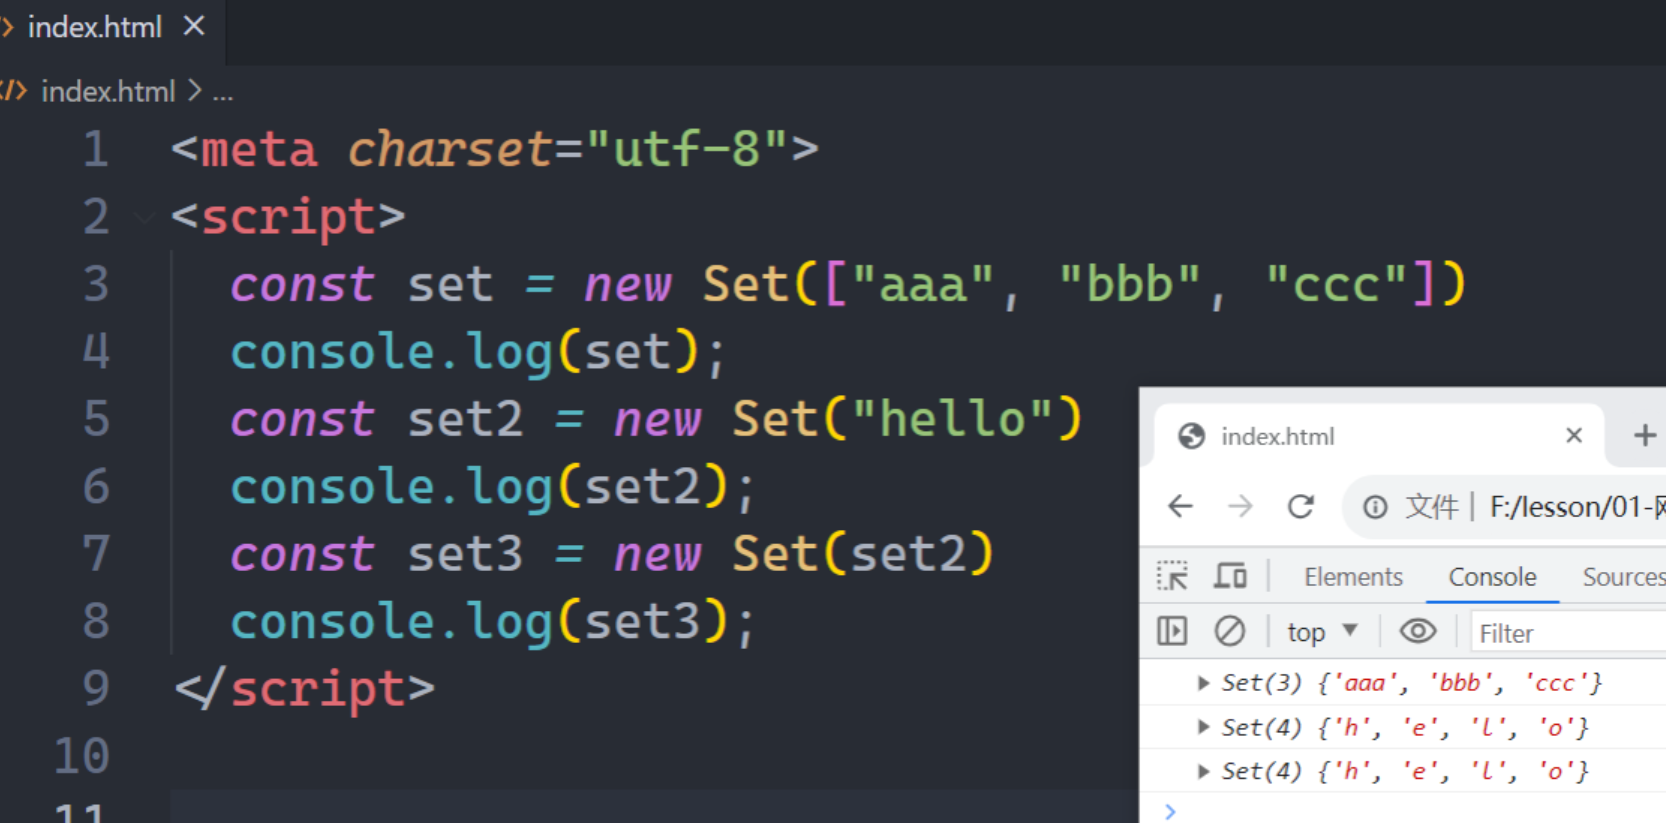 index.html
index.html > ...
1 <meta charset="utf-8">
2 <script>
3 const set = new Set(["aaa", "bbb", "ccc"])
4 console.log(set);
5 const set2 = new Set("hello")
6 console.log(set2);
7 const set3 = new Set(set2)
8 console.log(set3);
9 </script>
10
11
index.html
文件 | F:/lesson/01-
Elements Console Sources
top Filter
Set(3) {'aaa', 'bbb', 'ccc'}
Set(4) {'h', 'e', 'l', 'o'}
Set(4) {'h', 'e', 'l', 'o'}